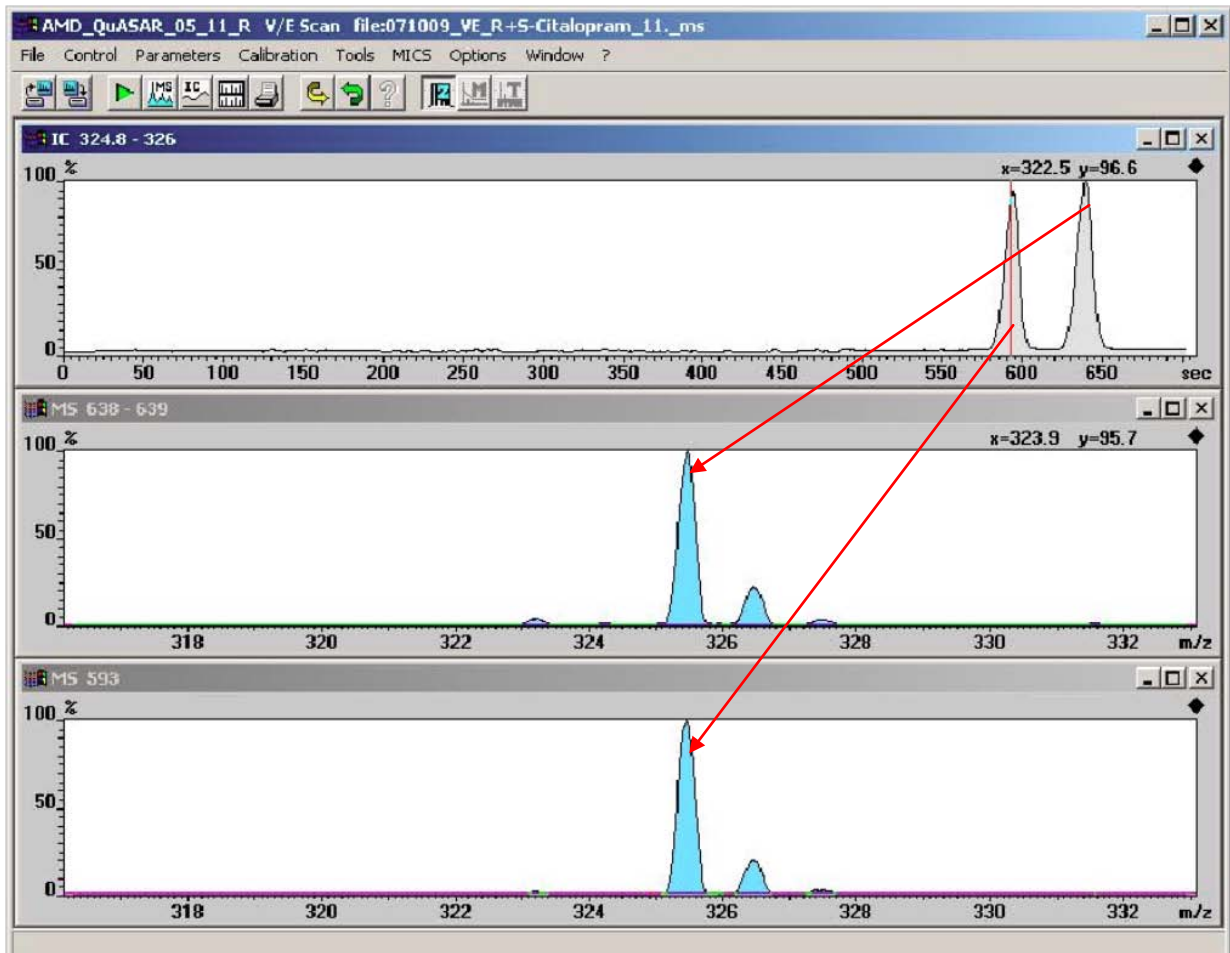 AMD_QuASAR_05_11_R V/E Scan file:071009_VE_R+S-Citalopram_11._ms
File Control Parameters Calibration Tools MICS Options Window ?
MS IC
IC 324.8 - 326
100 %
x=322.5 y=96.6
50
0
0 50 100 150 200 250 300 350 400 450 500 550 600 650 sec
MS 638 - 639
100 %
x=323.9 y=95.7
50
0
318 320 322 324 326 328 330 332 m/z
MS 593
100 %
50
0
318 320 322 324 326 328 330 332 m/z